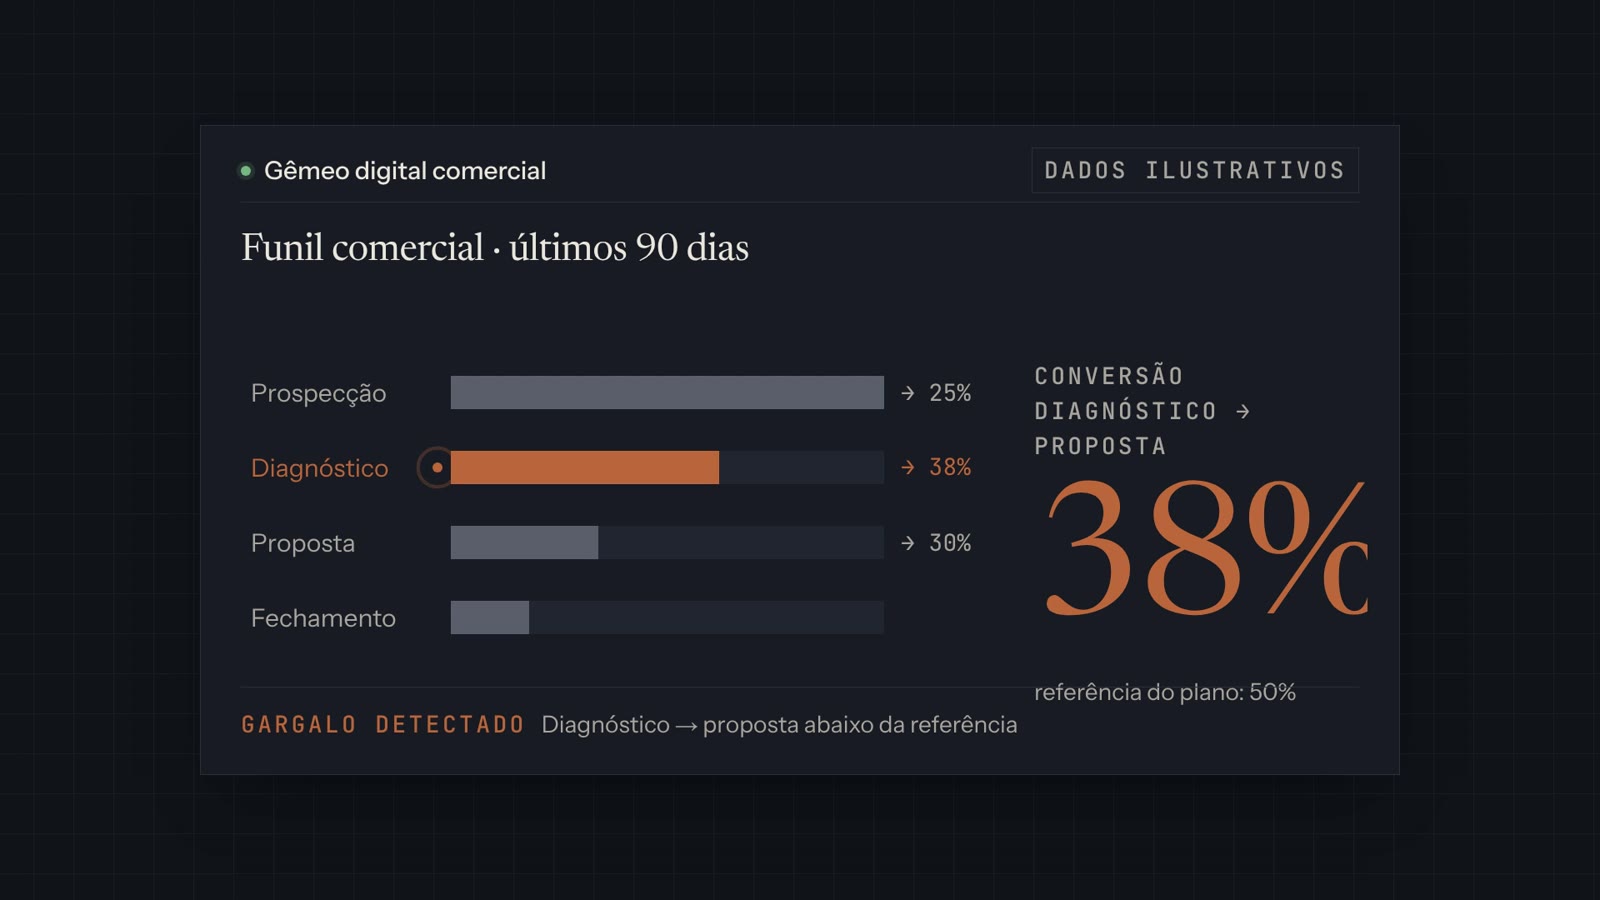 Gêmeo digital comercial
DADOS ILUSTRATIVOS
Funil comercial · últimos 90 dias
Prospecção → 25%
Diagnóstico → 38%
Proposta → 30%
Fechamento
CONVERSÃO
DIAGNÓSTICO →
PROPOSTA
38%
referência do plano: 50%
GARGALO DETECTADO Diagnóstico → proposta abaixo da referência